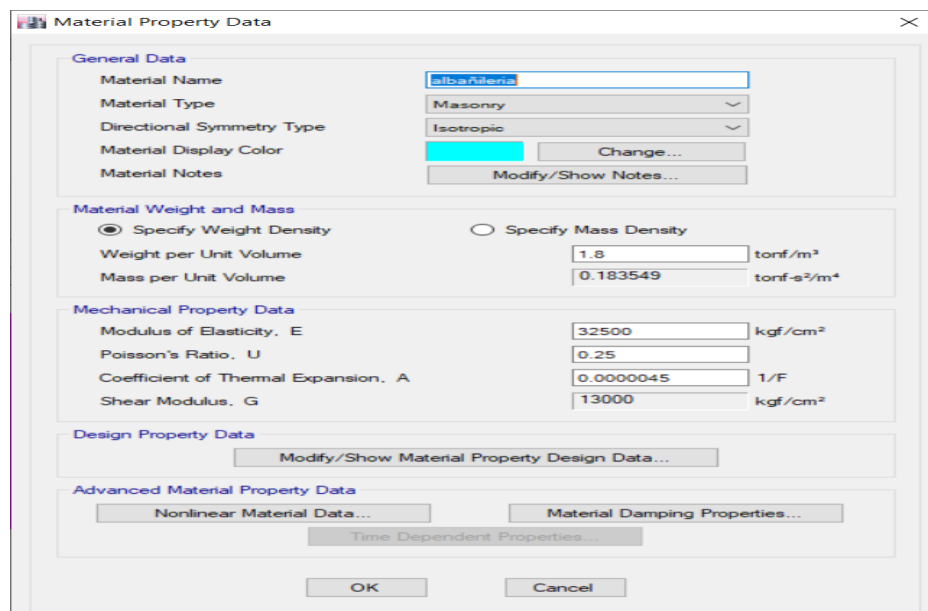 Material Property Data
General Data
Material Name albañileria
Material Type Masonry
Directional Symmetry Type Isotropic
Material Display Color Change...
Material Notes Modify/Show Notes...
Material Weight and Mass
Specify Weight Density Specify Mass Density
Weight per Unit Volume 1.8 tonf/m³
Mass per Unit Volume 0.183549 tonf-s²/m⁴
Mechanical Property Data
Modulus of Elasticity, E 32500 kgf/cm²
Poisson's Ratio, U 0.25
Coefficient of Thermal Expansion, A 0.0000045 1/F
Shear Modulus, G 13000 kgf/cm²
Design Property Data
Modify/Show Material Property Design Data...
Advanced Material Property Data
Nonlinear Material Data... Material Damping Properties...
Time Dependent Properties...
OK Cancel